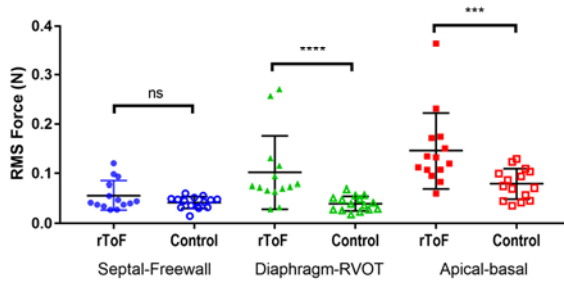 0.4
0.3
0.2
0.1
0.0
RMS Force (N)
ns
****
***
rToF Control rToF Control rToF Control
Septal-Freewall Diaphragm-RVOT Apical-basal